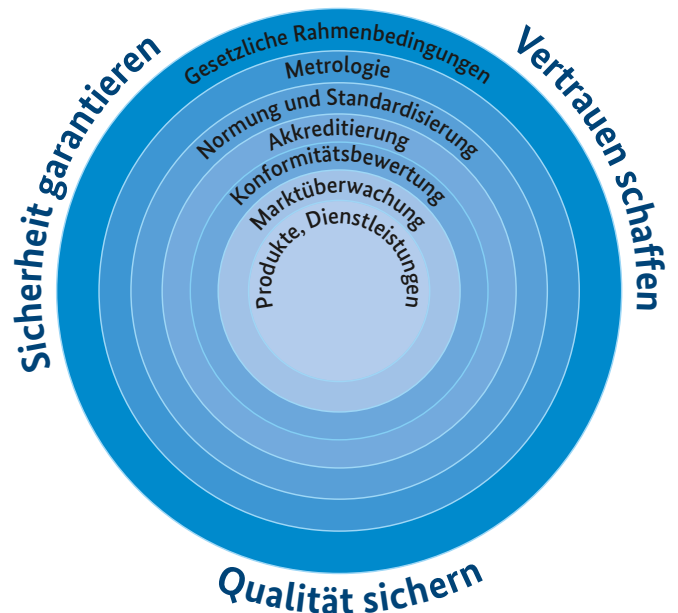 Sicherheit garantieren
Vertrauen schaffen
Gesetzliche Rahmenbedingungen
Metrologie
Normung und Standardisierung
Akkreditierung
Konformitätsbewertung
Marktüberwachung
Produkte, Dienstleistungen
Qualität sichern